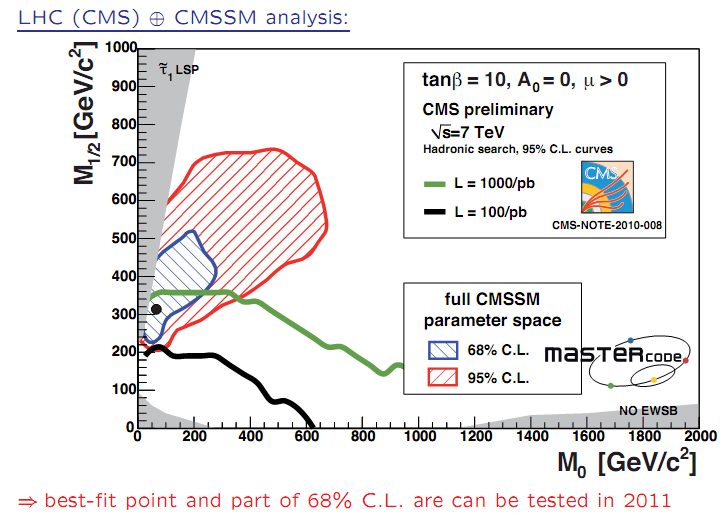 LHC (CMS) ⊕ CMSSM analysis:
M1/2 [GeV/c²]
1000
900
800
700
600
500
400
300
200
100
0
τ̃1 LSP
tanβ = 10, A0 = 0, μ > 0
CMS preliminary
√s=7 TeV
Hadronic search, 95% C.L. curves
L = 1000/pb
L = 100/pb
CMS
CMS-NOTE-2010-008
full CMSSM
parameter space
68% C.L.
95% C.L.
MASTERCODE
NO EWSB
0 200 400 600 800 1000 1200 1400 1600 1800 2000
M0 [GeV/c²]
⇒ best-fit point and part of 68% C.L. are can be tested in 2011